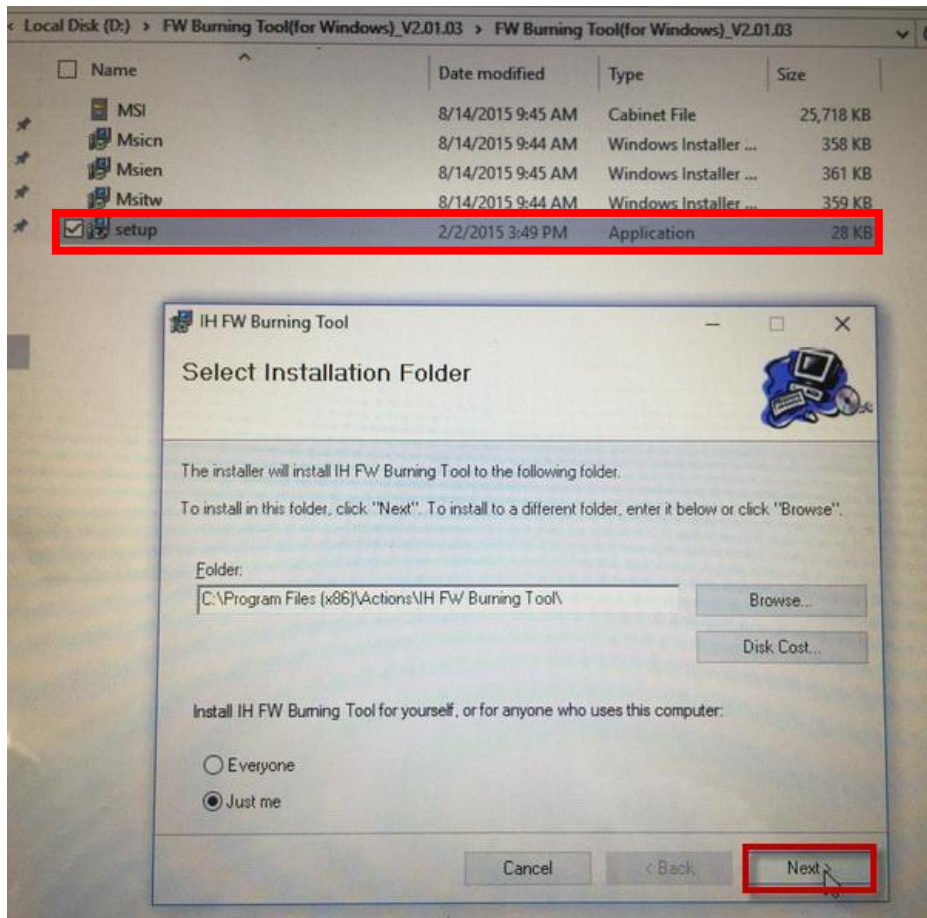 ‹ Local Disk (D:) › FW Burning Tool(for Windows)_V2.01.03 › FW Burning Tool(for Windows)_V2.01.03
Name Date modified Type Size
MSI 8/14/2015 9:45 AM Cabinet File 25,718 KB
Msicn 8/14/2015 9:44 AM Windows Installer ... 358 KB
Msien 8/14/2015 9:45 AM Windows Installer ... 361 KB
Msitw 8/14/2015 9:44 AM Windows Installer ... 359 KB
setup 2/2/2015 3:49 PM Application 28 KB
IH FW Burning Tool
Select Installation Folder
The installer will install IH FW Burning Tool to the following folder.
To install in this folder, click "Next". To install to a different folder, enter it below or click "Browse".
Folder:
C:\Program Files (x86)\Actions\IH FW Burning Tool\
Browse...
Disk Cost...
Install IH FW Burning Tool for yourself, or for anyone who uses this computer:
Everyone
Just me
Cancel < Back Next >